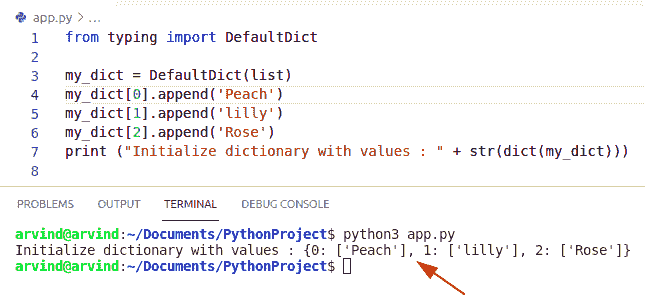 app.py > ...
1 from typing import DefaultDict
2
3 my_dict = DefaultDict(list)
4 my_dict[0].append('Peach')
5 my_dict[1].append('lilly')
6 my_dict[2].append('Rose')
7 print ("Initialize dictionary with values : " + str(dict(my_dict)))
8
PROBLEMS OUTPUT TERMINAL DEBUG CONSOLE
arvind@arvind:~/Documents/PythonProject$ python3 app.py
Initialize dictionary with values : {0: ['Peach'], 1: ['lilly'], 2: ['Rose']}
arvind@arvind:~/Documents/PythonProject$